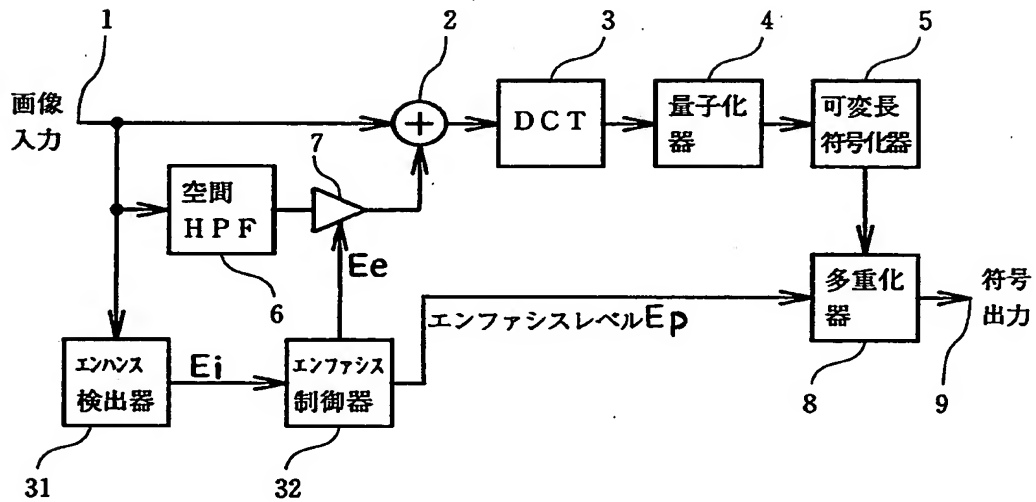 1
2
3
4
5
画像
入力
DCT
量子化
器
可変長
符号化器
7
空間
HPF
6
Ee
エンファシスレベルEp
多重化
器
符号
出力
8
9
エンハンス
検出器
Ei
エンファシス
制御器
31
32